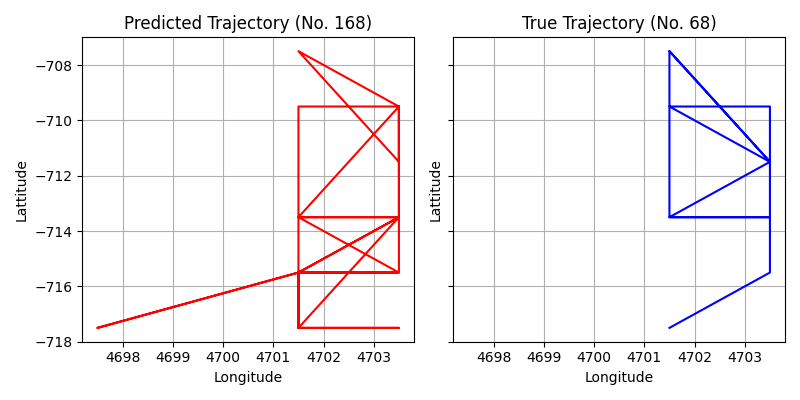 Predicted Trajectory (No. 168)
True Trajectory (No. 68)
−708
−710
−712
−714
−716
−718
Lattitude
Lattitude
4698 4699 4700 4701 4702 4703
4698 4699 4700 4701 4702 4703
Longitude
Longitude